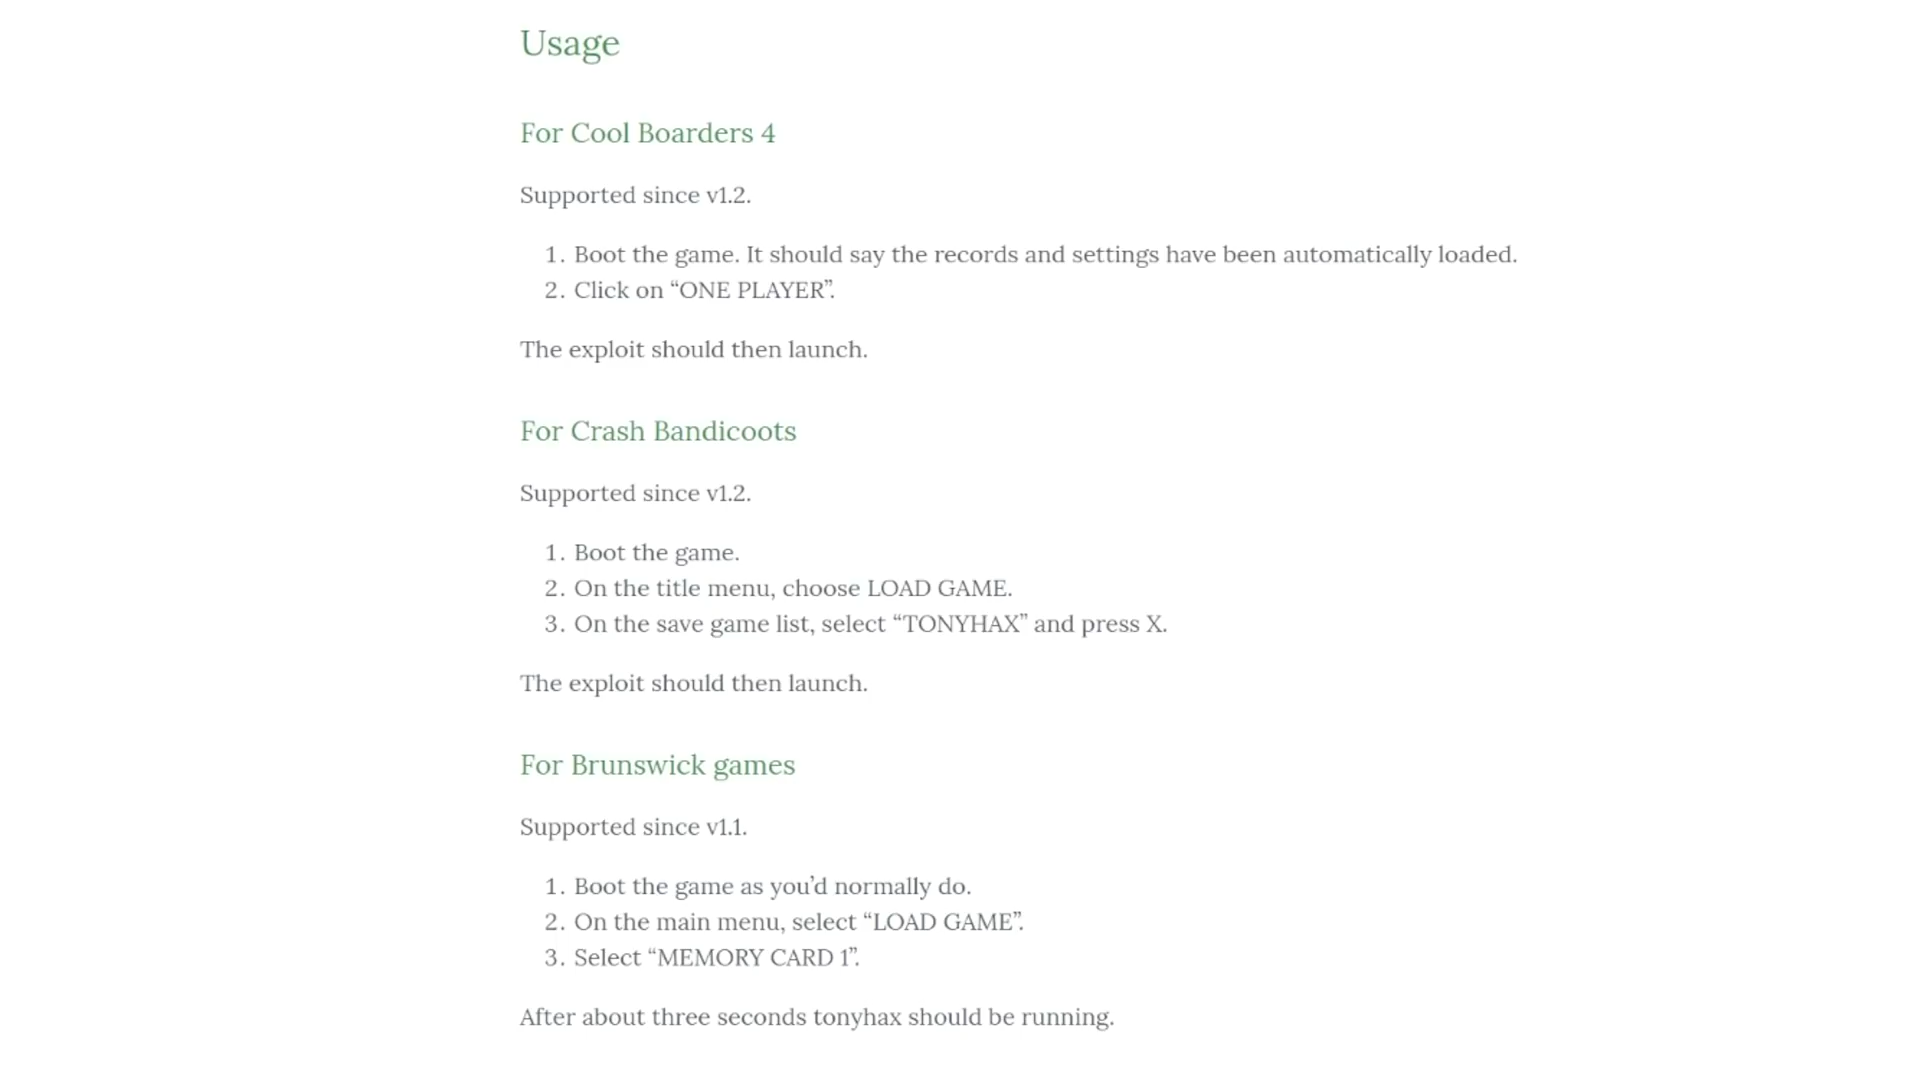 Usage
For Cool Boarders 4
Supported since v1.2.
1. Boot the game. It should say the records and settings have been automatically loaded.
2. Click on “ONE PLAYER”.
The exploit should then launch.
For Crash Bandicoots
Supported since v1.2.
1. Boot the game.
2. On the title menu, choose LOAD GAME.
3. On the save game list, select “TONYHAX” and press X.
The exploit should then launch.
For Brunswick games
Supported since v1.1.
1. Boot the game as you’d normally do.
2. On the main menu, select “LOAD GAME”.
3. Select “MEMORY CARD 1”.
After about three seconds tonyhax should be running.